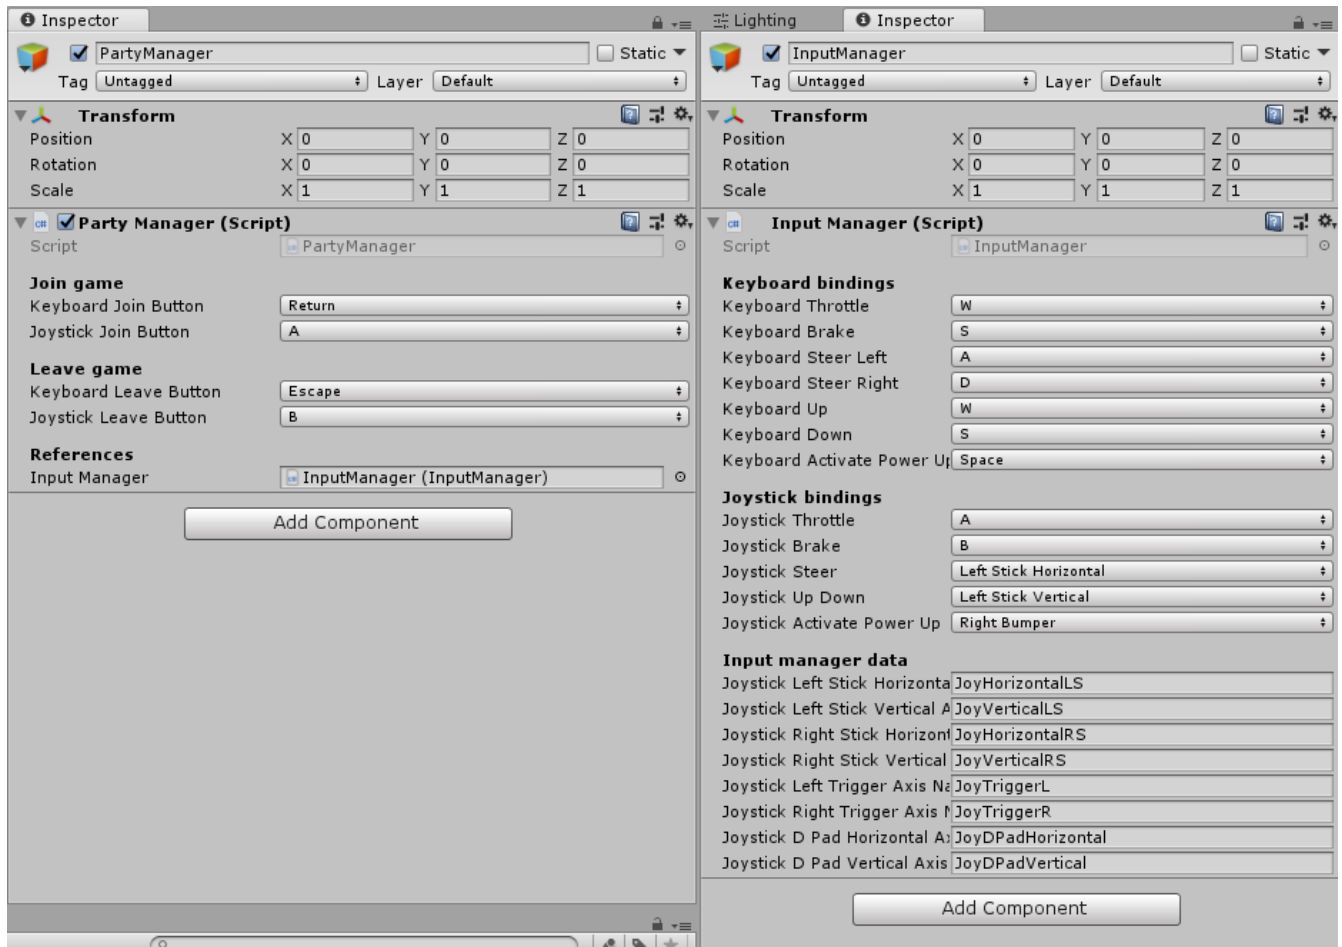 Inspector
PartyManager
Static
Tag Untagged Layer Default
Transform
Position X 0 Y 0 Z 0
Rotation X 0 Y 0 Z 0
Scale X 1 Y 1 Z 1
Party Manager (Script)
Script PartyManager
Join game
Keyboard Join Button Return
Joystick Join Button A
Leave game
Keyboard Leave Button Escape
Joystick Leave Button B
References
Input Manager InputManager (InputManager)
Add Component
Lighting Inspector
InputManager
Static
Tag Untagged Layer Default
Transform
Position X 0 Y 0 Z 0
Rotation X 0 Y 0 Z 0
Scale X 1 Y 1 Z 1
Input Manager (Script)
Script InputManager
Keyboard bindings
Keyboard Throttle W
Keyboard Brake S
Keyboard Steer Left A
Keyboard Steer Right D
Keyboard Up W
Keyboard Down S
Keyboard Activate Power Up Space
Joystick bindings
Joystick Throttle A
Joystick Brake B
Joystick Steer Left Stick Horizontal
Joystick Up Down Left Stick Vertical
Joystick Activate Power Up Right Bumper
Input manager data
Joystick Left Stick Horizonta JoyHorizontalLS
Joystick Left Stick Vertical A JoyVerticalLS
Joystick Right Stick Horizont JoyHorizontalRS
Joystick Right Stick Vertical JoyVerticalRS
Joystick Left Trigger Axis Na JoyTriggerL
Joystick Right Trigger Axis N JoyTriggerR
Joystick D Pad Horizontal Ax JoyDPadHorizontal
Joystick D Pad Vertical Axis JoyDPadVertical
Add Component